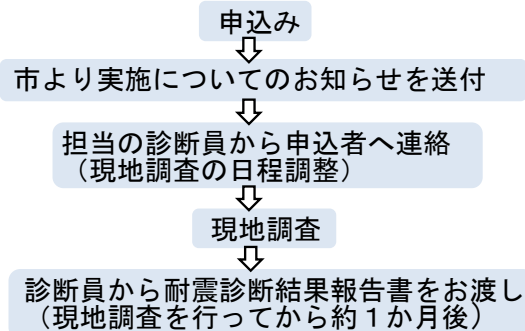 申込み
市より実施についてのお知らせを送付
担当の診断員から申込者へ連絡
（現地調査の日程調整）
現地調査
診断員から耐震診断結果報告書をお渡し
（現地調査を行ってから約１か月後）